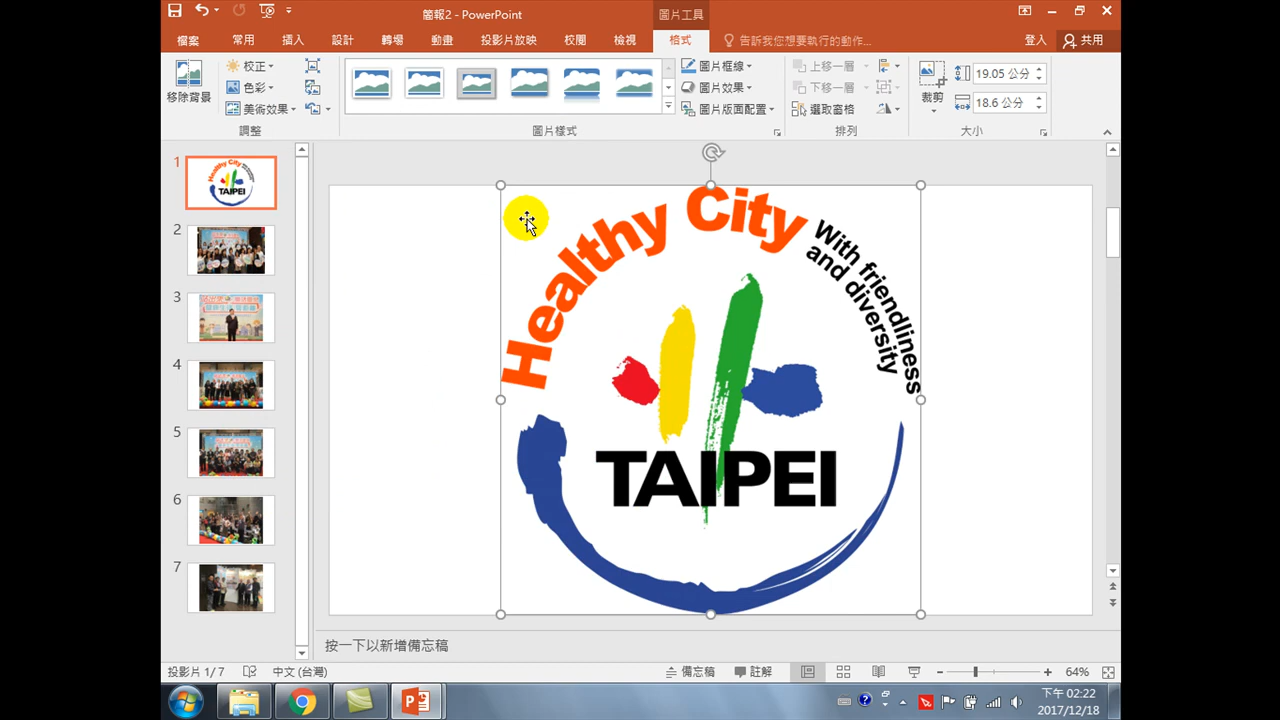 簡報2 - PowerPoint
圖片工具
檔案 常用 插入 設計 轉場 動畫 投影片放映 校閱 檢視 格式 告訴我您想要執行的動作... 登入 共用
移除背景
校正
色彩
美術效果
調整
圖片樣式
圖片框線
圖片效果
圖片版面配置
上移一層
下移一層
選取窗格
排列
裁剪
19.05 公分
18.6 公分
大小
1
2
3
4
5
6
7
Healthy City
With friendliness
and diversity
TAIPEI
按一下以新增備忘稿
投影片 1/7 中文 (台灣) 備忘稿 註解 64%
下午 02:22
2017/12/18